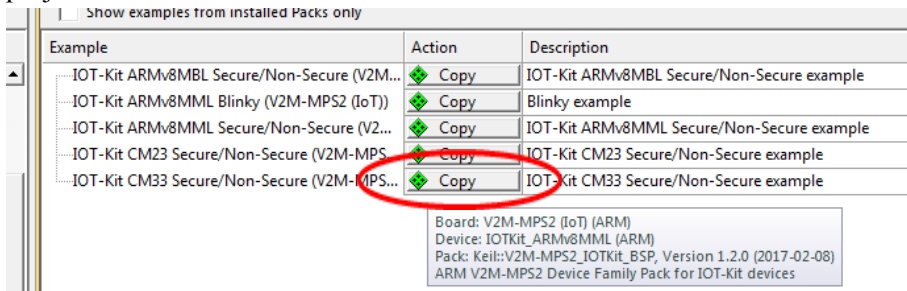 Show examples from Installed Packs only
Example Action Description
IOT-Kit ARMv8MBL Secure/Non-Secure (V2M... Copy IOT-Kit ARMv8MBL Secure/Non-Secure example
IOT-Kit ARMv8MML Blinky (V2M-MPS2 (IoT)) Copy Blinky example
IOT-Kit ARMv8MML Secure/Non-Secure (V2... Copy IOT-Kit ARMv8MML Secure/Non-Secure example
IOT-Kit CM23 Secure/Non-Secure (V2M-MPS... Copy IOT-Kit CM23 Secure/Non-Secure example
IOT-Kit CM33 Secure/Non-Secure (V2M-MPS... Copy IOT-Kit CM33 Secure/Non-Secure example
Board: V2M-MPS2 (IoT) (ARM)
Device: IOTKit_ARMv8MML (ARM)
Pack: Keil::V2M-MPS2_IOTKit_BSP, Version 1.2.0 (2017-02-08)
ARM V2M-MPS2 Device Family Pack for IOT-Kit devices